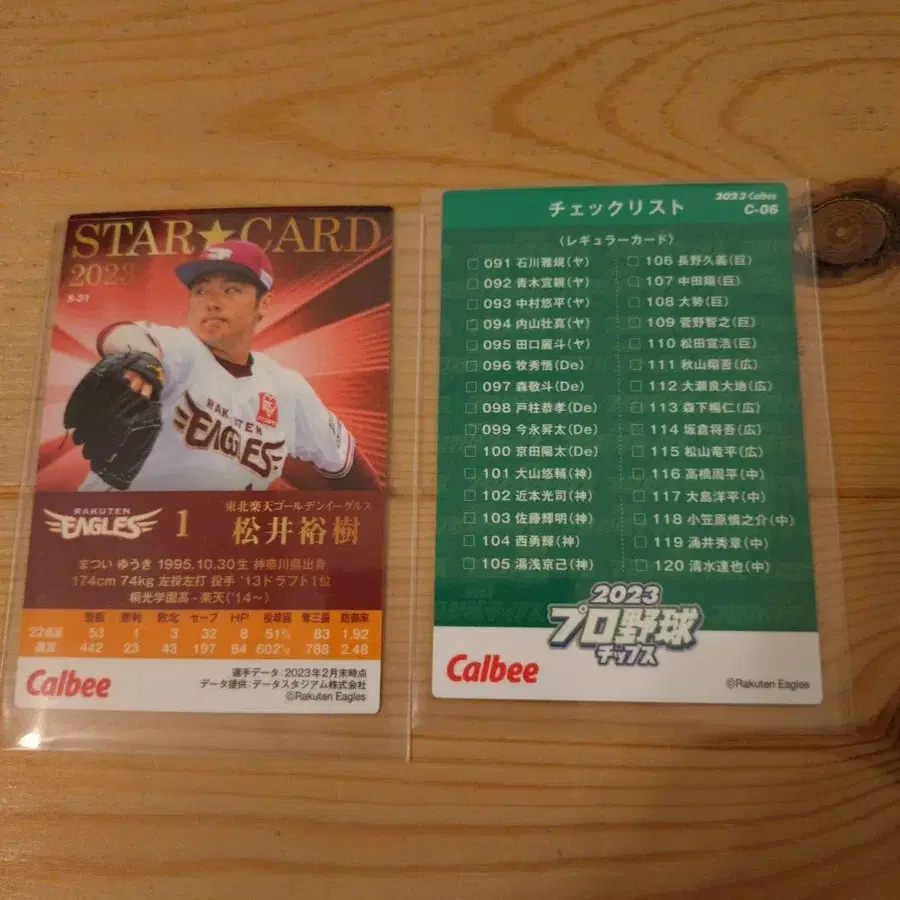 STAR★CARD
2023
S-31
RAKUTEN
EAGLES
RAKUTEN
EAGLES
1
東北楽天ゴールデンイーグルス
松井裕樹
まつい ゆうき 1995.10.30生 神奈川県出身
174cm 74kg 左投左打 投手 '13ドラフト1位
桐光学園高-楽天('14〜)
登板 勝利 敗北 セーブ HP 投球回 奪三振 防御率
'22成績 53 1 3 32 8 51⅔ 83 1.92
通算 442 23 43 197 84 602⅓ 788 2.48
Calbee
選手データ:2023年2月末時点
データ提供:データスタジアム株式会社
©Rakuten Eagles
2023 Calbee
チェックリスト
C-06
〈レギュラーカード〉
□ 091 石川雅規(ヤ)
□ 092 青木宣親(ヤ)
□ 093 中村悠平(ヤ)
□ 094 内山壮真(ヤ)
□ 095 田口麗斗(ヤ)
□ 096 牧秀悟(De)
□ 097 森敬斗(De)
□ 098 戸柱恭孝(De)
□ 099 今永昇太(De)
□ 100 京田陽太(De)
□ 101 大山悠輔(神)
□ 102 近本光司(神)
□ 103 佐藤輝明(神)
□ 104 西勇輝(神)
□ 105 湯浅京己(神)
□ 106 長野久義(巨)
□ 107 中田翔(巨)
□ 108 大勢(巨)
□ 109 菅野智之(巨)
□ 110 松田宣浩(巨)
□ 111 秋山翔吾(広)
□ 112 大瀬良大地(広)
□ 113 森下暢仁(広)
□ 114 坂倉将吾(広)
□ 115 松山竜平(広)
□ 116 高橋周平(中)
□ 117 大島洋平(中)
□ 118 小笠原慎之介(中)
□ 119 涌井秀章(中)
□ 120 清水達也(中)
2023
プロ野球
チップス
Calbee
©Rakuten Eagles